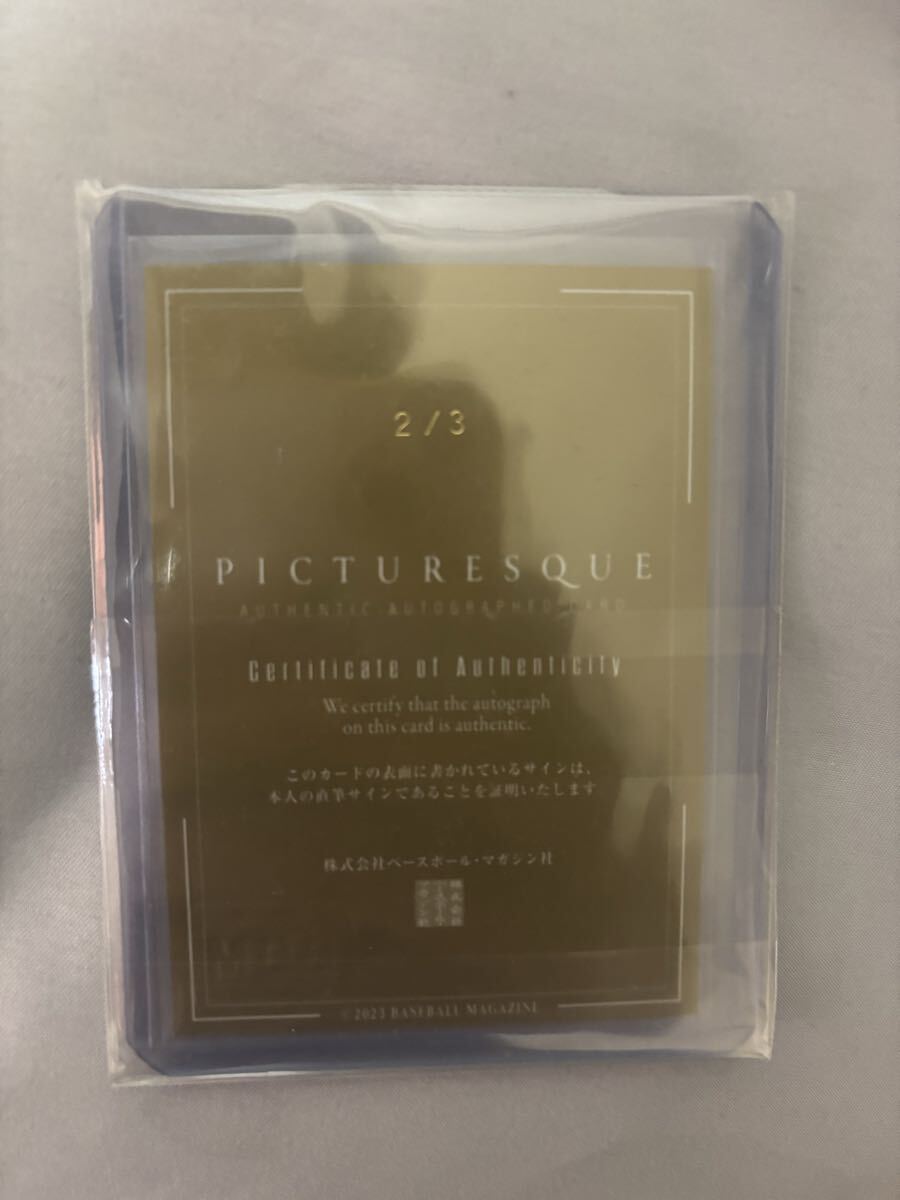 2/3
PICTURESQUE
AUTHENTIC AUTOGRAPHED CARD
Certificate of Authenticity
We certify that the autograph
on this card is authentic.
このカードの表面に書かれているサインは、
本人の直筆サインであることを証明いたします
株式会社ベースボール・マガジン社
©2023 BASEBALL MAGAZINE